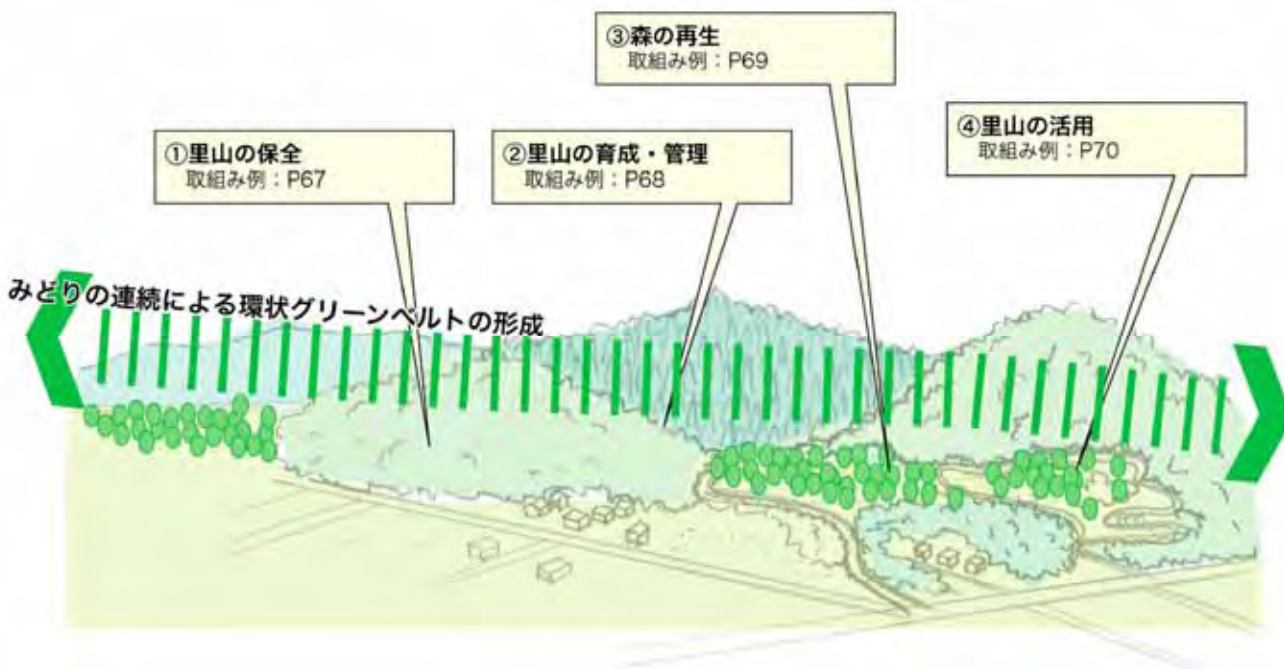 ③森の再生
取組み例：P69
④里山の活用
取組み例：P70
①里山の保全
取組み例：P67
②里山の育成・管理
取組み例：P68
みどりの連続による環状グリーンベルトの形成